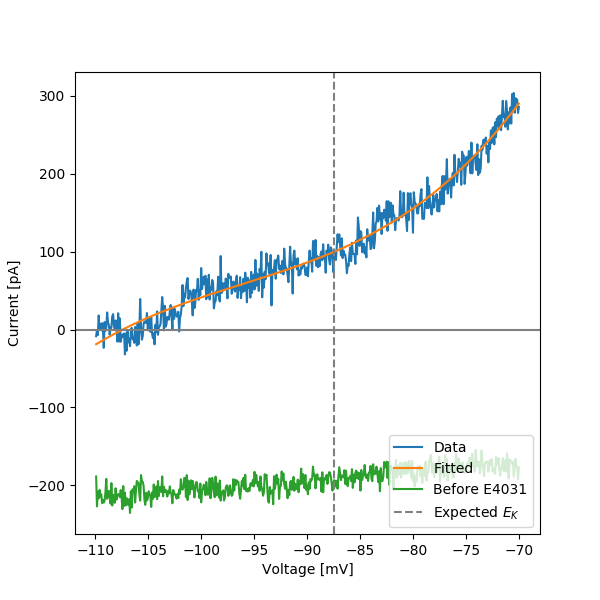 300
200
100
0
−100
−200
Current [pA]
−110 −105 −100 −95 −90 −85 −80 −75 −70
Voltage [mV]
Data
Fitted
Before E4031
Expected E_K